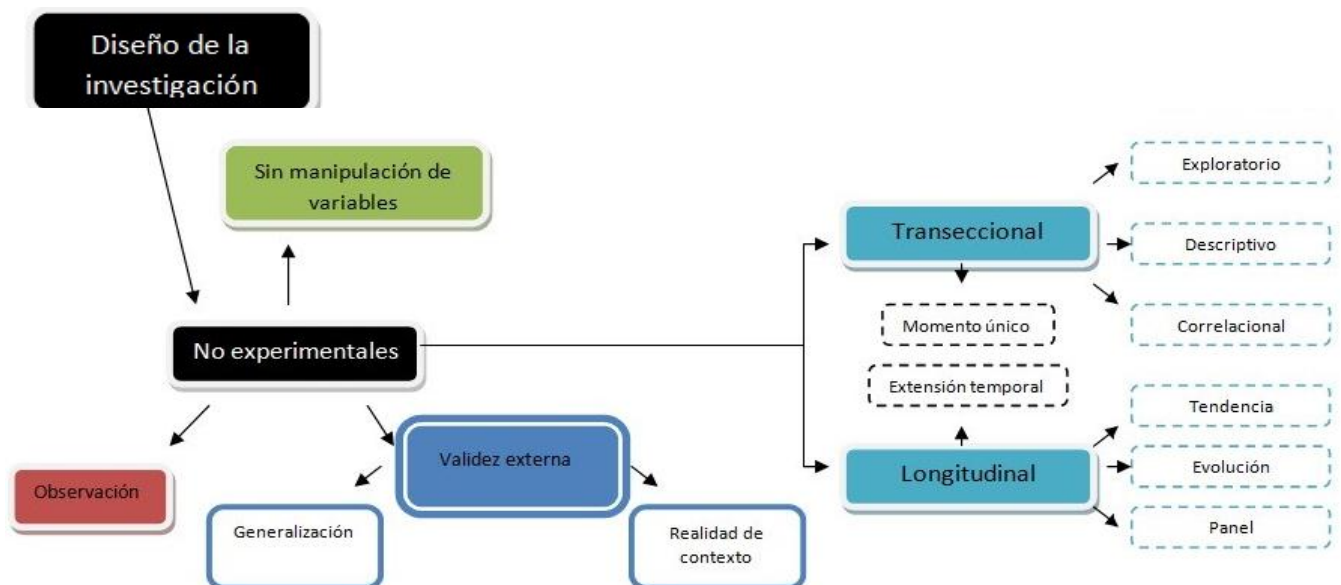 Diseño de la
investigación
Sin manipulación de
variables
No experimentales
Observación
Validez externa
Generalización
Realidad de
contexto
Transeccional
Momento único
Extensión temporal
Longitudinal
Exploratorio
Descriptivo
Correlacional
Tendencia
Evolución
Panel